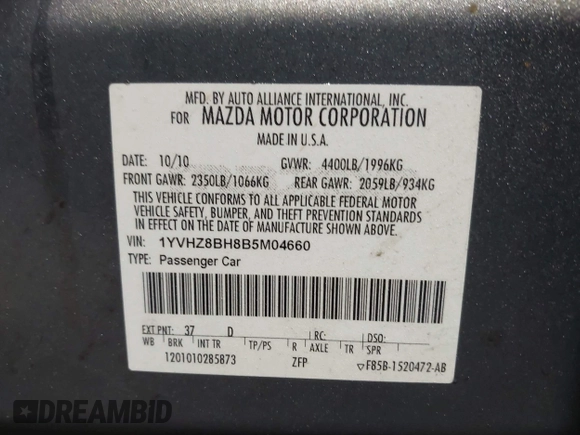 MFD. BY AUTO ALLIANCE INTERNATIONAL, INC.
FOR MAZDA MOTOR CORPORATION
MADE IN U.S.A.
DATE: 10/10 GVWR: 4400LB/1996KG
FRONT GAWR: 2350LB/1066KG REAR GAWR: 2059LB/934KG
THIS VEHICLE CONFORMS TO ALL APPLICABLE FEDERAL MOTOR
VEHICLE SAFETY, BUMPER, AND THEFT PREVENTION STANDARDS
IN EFFECT ON THE DATE OF MANUFACTURE SHOWN ABOVE.
VIN: 1YVHZ8BH8B5M04660
TYPE: Passenger Car
EXT PNT: 37 D RC: DSO:
WB BRK INT TR TP/PS R AXLE TR SPR
1201010285873 ZFP ▽F85B-1520472-AB
DREAMBID